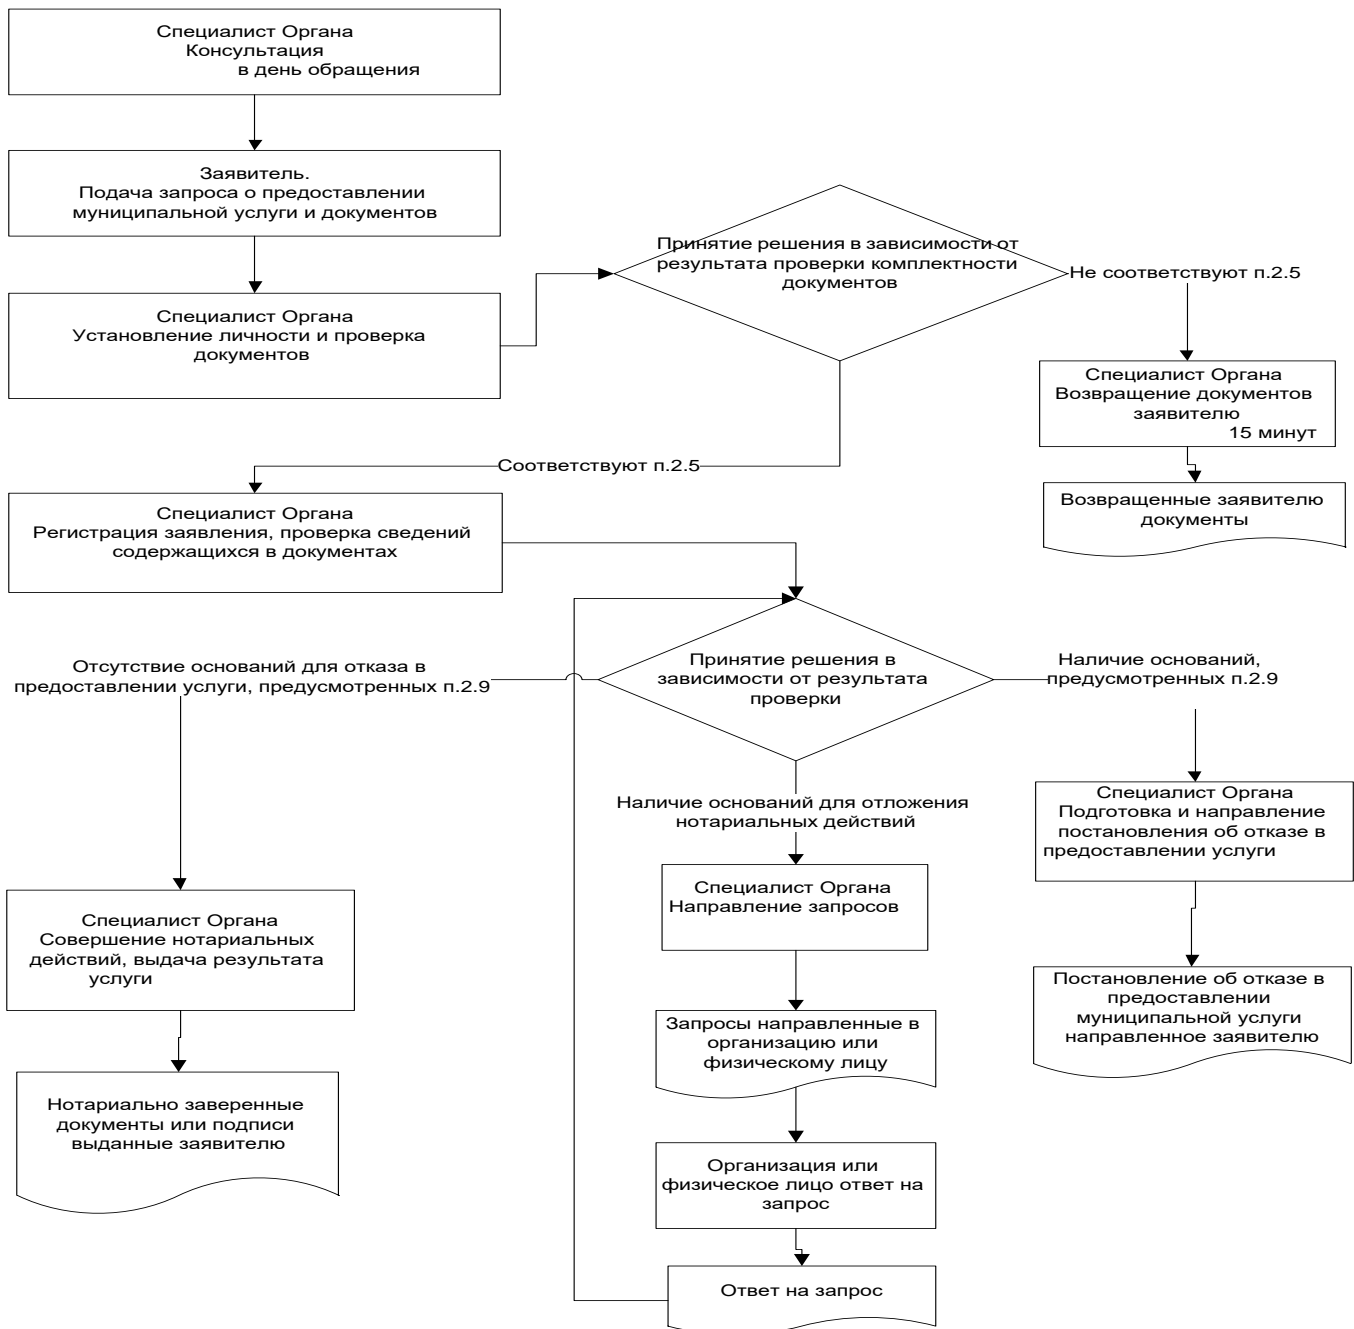 Специалист Органа
Консультация
в день обращения
Заявитель.
Подача запроса о предоставлении
муниципальной услуги и документов
Специалист Органа
Установление личности и проверка
документов
Принятие решения в зависимости от
результата проверки комплектности
документов
Не соответствуют п.2.5
Специалист Органа
Возвращение документов
заявителю
15 минут
Возвращенные заявителю
документы
Соответствуют п.2.5
Специалист Органа
Регистрация заявления, проверка сведений
содержащихся в документах
Принятие решения в
зависимости от результата
проверки
Отсутствие оснований для отказа в
предоставлении услуги, предусмотренных п.2.9
Наличие оснований,
предусмотренных п.2.9
Наличие оснований для отложения
нотариальных действий
Специалист Органа
Подготовка и направление
постановления об отказе в
предоставлении услуги
Специалист Органа
Направление запросов
Специалист Органа
Совершение нотариальных
действий, выдача результата
услуги
Постановление об отказе в
предоставлении
муниципальной услуги
направленное заявителю
Запросы направленные в
организацию или
физическому лицу
Нотариально заверенные
документы или подписи
выданные заявителю
Организация или
физическое лицо ответ на
запрос
Ответ на запрос